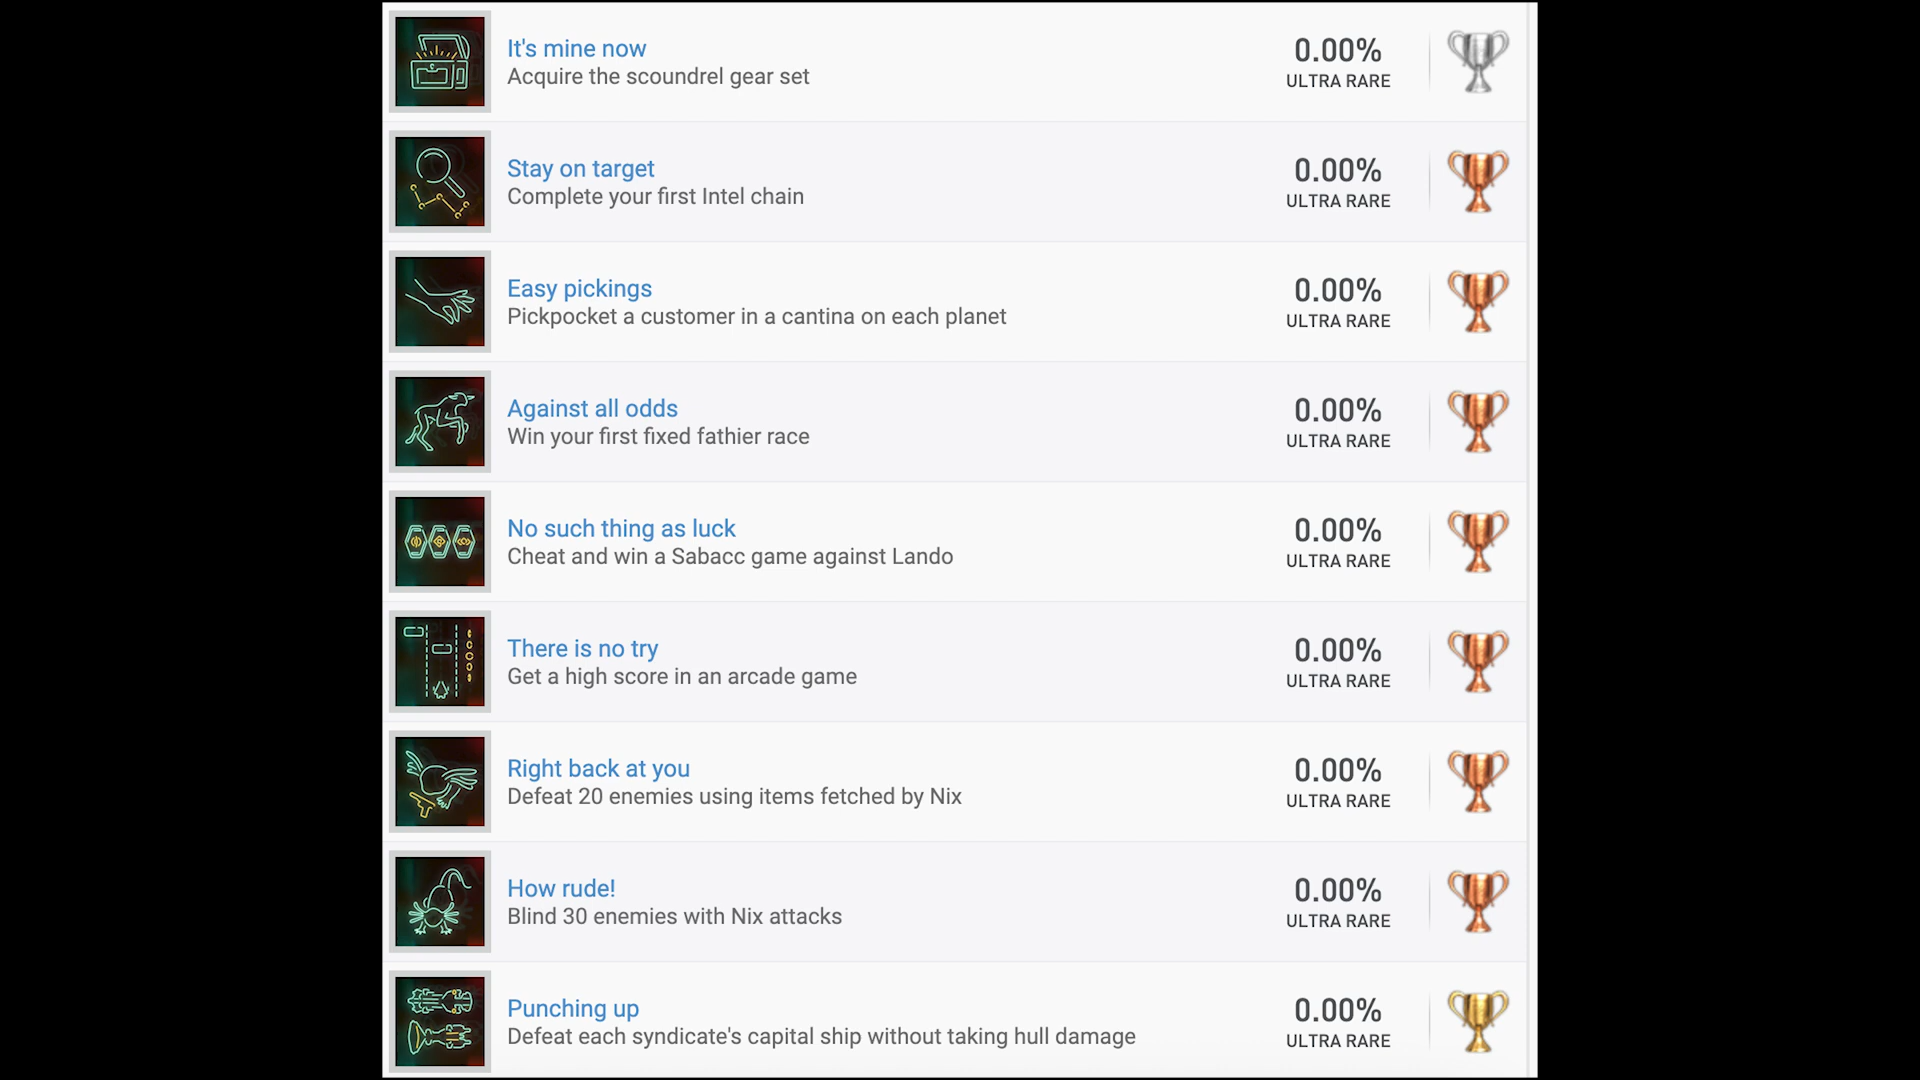 It's mine now
Acquire the scoundrel gear set
0.00%
ULTRA RARE
Stay on target
Complete your first Intel chain
0.00%
ULTRA RARE
Easy pickings
Pickpocket a customer in a cantina on each planet
0.00%
ULTRA RARE
Against all odds
Win your first fixed fathier race
0.00%
ULTRA RARE
No such thing as luck
Cheat and win a Sabacc game against Lando
0.00%
ULTRA RARE
There is no try
Get a high score in an arcade game
0.00%
ULTRA RARE
Right back at you
Defeat 20 enemies using items fetched by Nix
0.00%
ULTRA RARE
How rude!
Blind 30 enemies with Nix attacks
0.00%
ULTRA RARE
Punching up
Defeat each syndicate's capital ship without taking hull damage
0.00%
ULTRA RARE